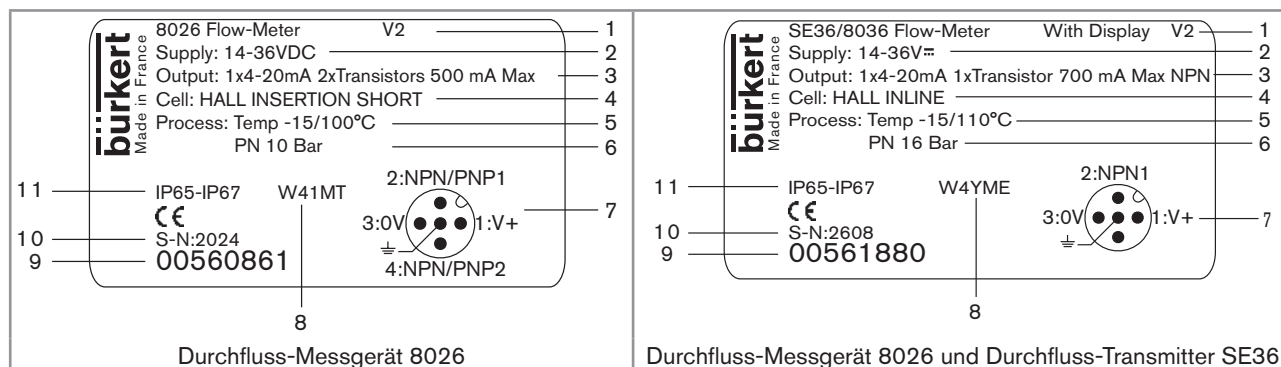 bürkert
Made in France
8026 Flow-Meter V2 1
Supply: 14-36VDC 2
Output: 1x4-20mA 2xTransistors 500 mA Max 3
Cell: HALL INSERTION SHORT 4
Process: Temp -15/100°C 5
PN 10 Bar 6
11 IP65-IP67 W41MT 2:NPN/PNP1
CE 3:0V 1:V+ 7
10 S-N:2024
9 00560861 4:NPN/PNP2
8
Durchfluss-Messgerät 8026
bürkert
Made in France
SE36/8036 Flow-Meter With Display V2 1
Supply: 14-36V⎓ 2
Output: 1x4-20mA 1xTransistor 700 mA Max NPN 3
Cell: HALL INLINE 4
Process: Temp -15/110°C 5
PN 16 Bar 6
11 IP65-IP67 W4YME 2:NPN1
CE 3:0V 1:V+ 7
10 S-N:2608
9 00561880
8
Durchfluss-Messgerät 8026 und Durchfluss-Transmitter SE36